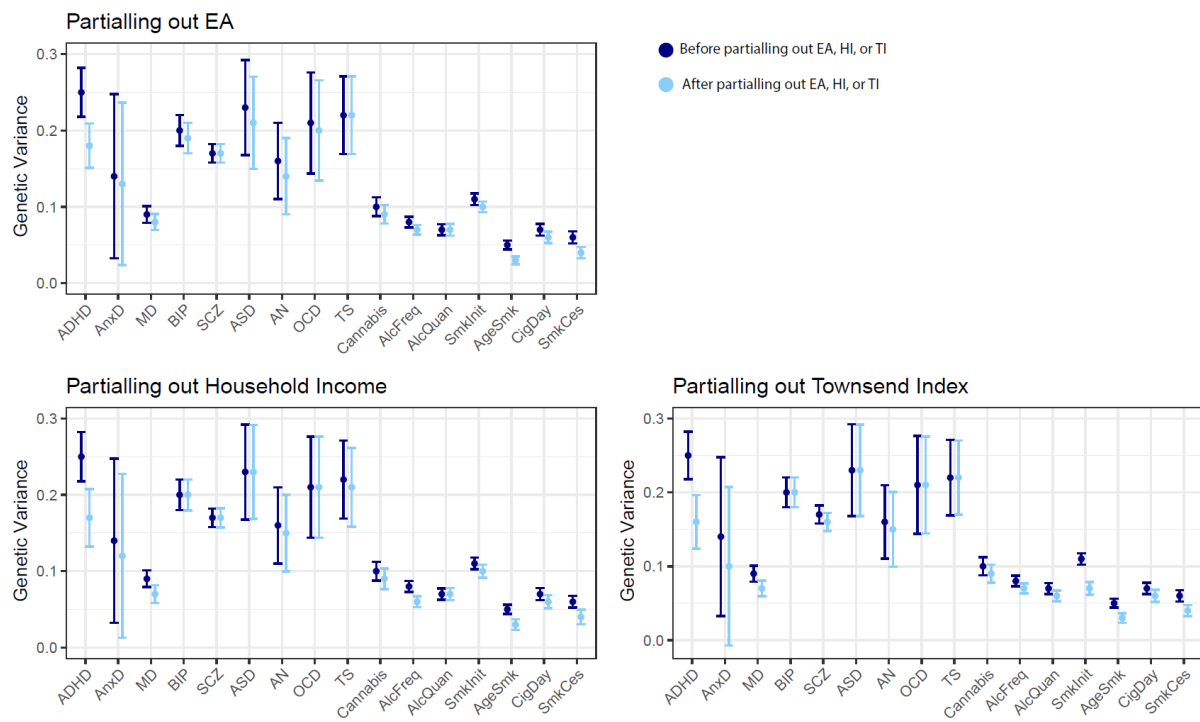 Partialling out EA
Before partialling out EA, HI, or TI
After partialling out EA, HI, or TI
Genetic Variance
0.3
0.2
0.1
0.0
ADHD
AnxD
MD
BIP
SCZ
ASD
AN
OCD
TS
Cannabis
AlcFreq
AlcQuan
SmkInit
AgeSmk
CigDay
SmkCes
Partialling out Household Income
Genetic Variance
0.3
0.2
0.1
0.0
ADHD
AnxD
MD
BIP
SCZ
ASD
AN
OCD
TS
Cannabis
AlcFreq
AlcQuan
SmkInit
AgeSmk
CigDay
SmkCes
Partialling out Townsend Index
Genetic Variance
0.3
0.2
0.1
0.0
ADHD
AnxD
MD
BIP
SCZ
ASD
AN
OCD
TS
Cannabis
AlcFreq
AlcQuan
SmkInit
AgeSmk
CigDay
SmkCes